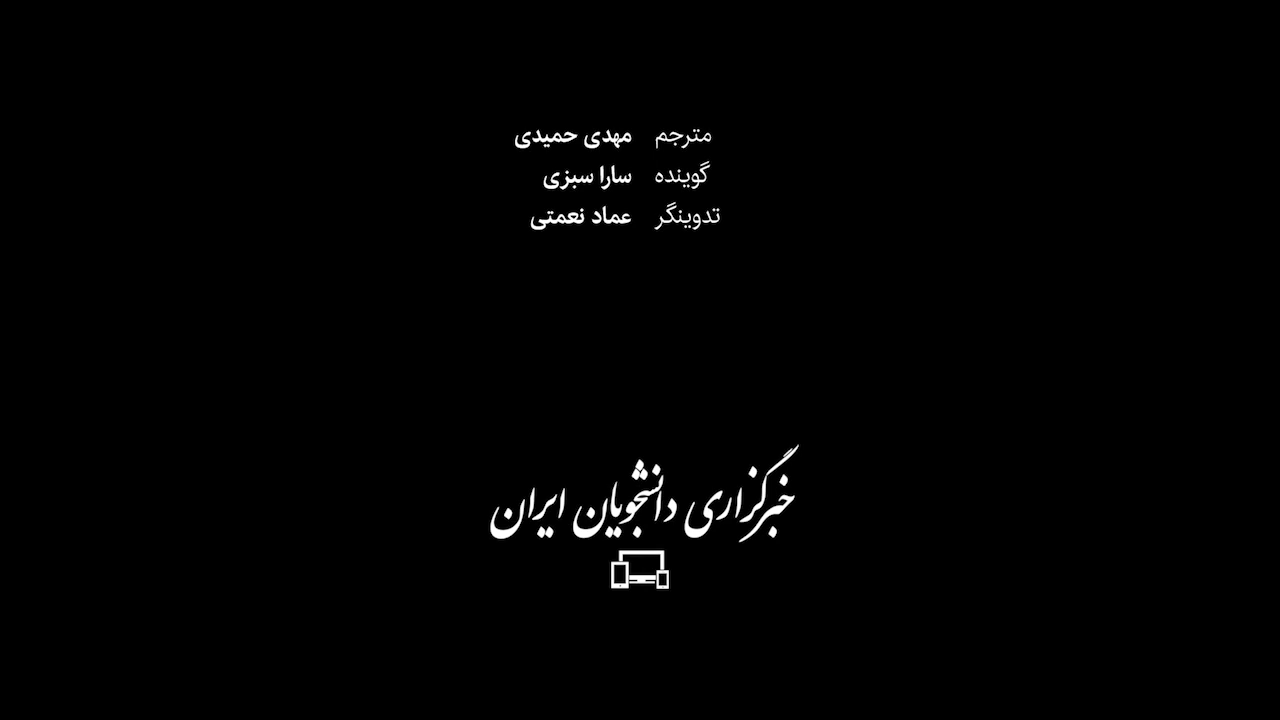 مترجم مهدی حمیدی
گوینده سارا سبزی
تدوینگر عماد نعمتی
خبرگزاری دانشجویان ایران